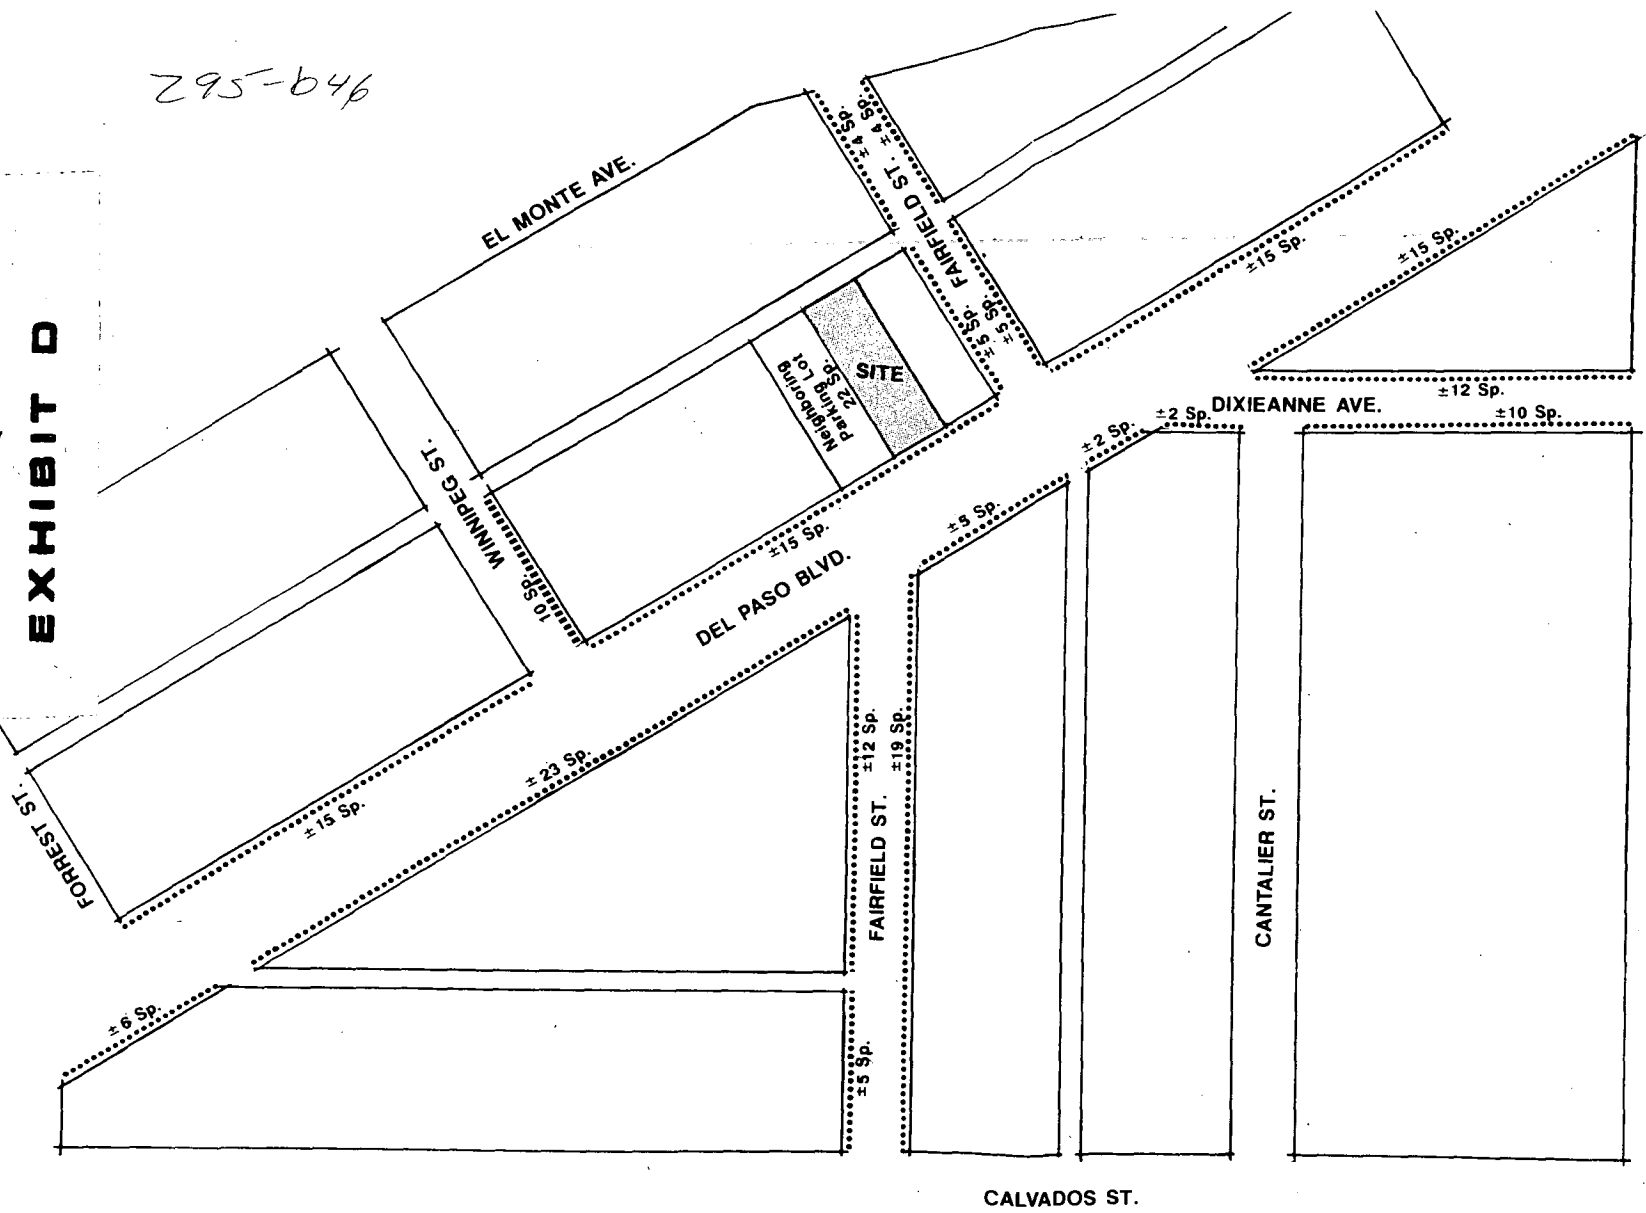 295-046
EXHIBIT D
EL MONTE AVE.
±4 Sp.
±4 Sp.
FAIRFIELD ST.
±5 Sp.
±5 Sp.
±15 Sp.
±15 Sp.
SITE
Neighboring
Parking Lot
22 Sp.
±12 Sp.
DIXIEANNE AVE.
±2 Sp.
±10 Sp.
±2 Sp.
WINNIPEG ST.
10 Sp.
±15 Sp.
±5 Sp.
DEL PASO BLVD.
±23 Sp.
±12 Sp.
±19 Sp.
FORREST ST.
±15 Sp.
FAIRFIELD ST.
CANTALIER ST.
±6 Sp.
±5 Sp.
CALVADOS ST.